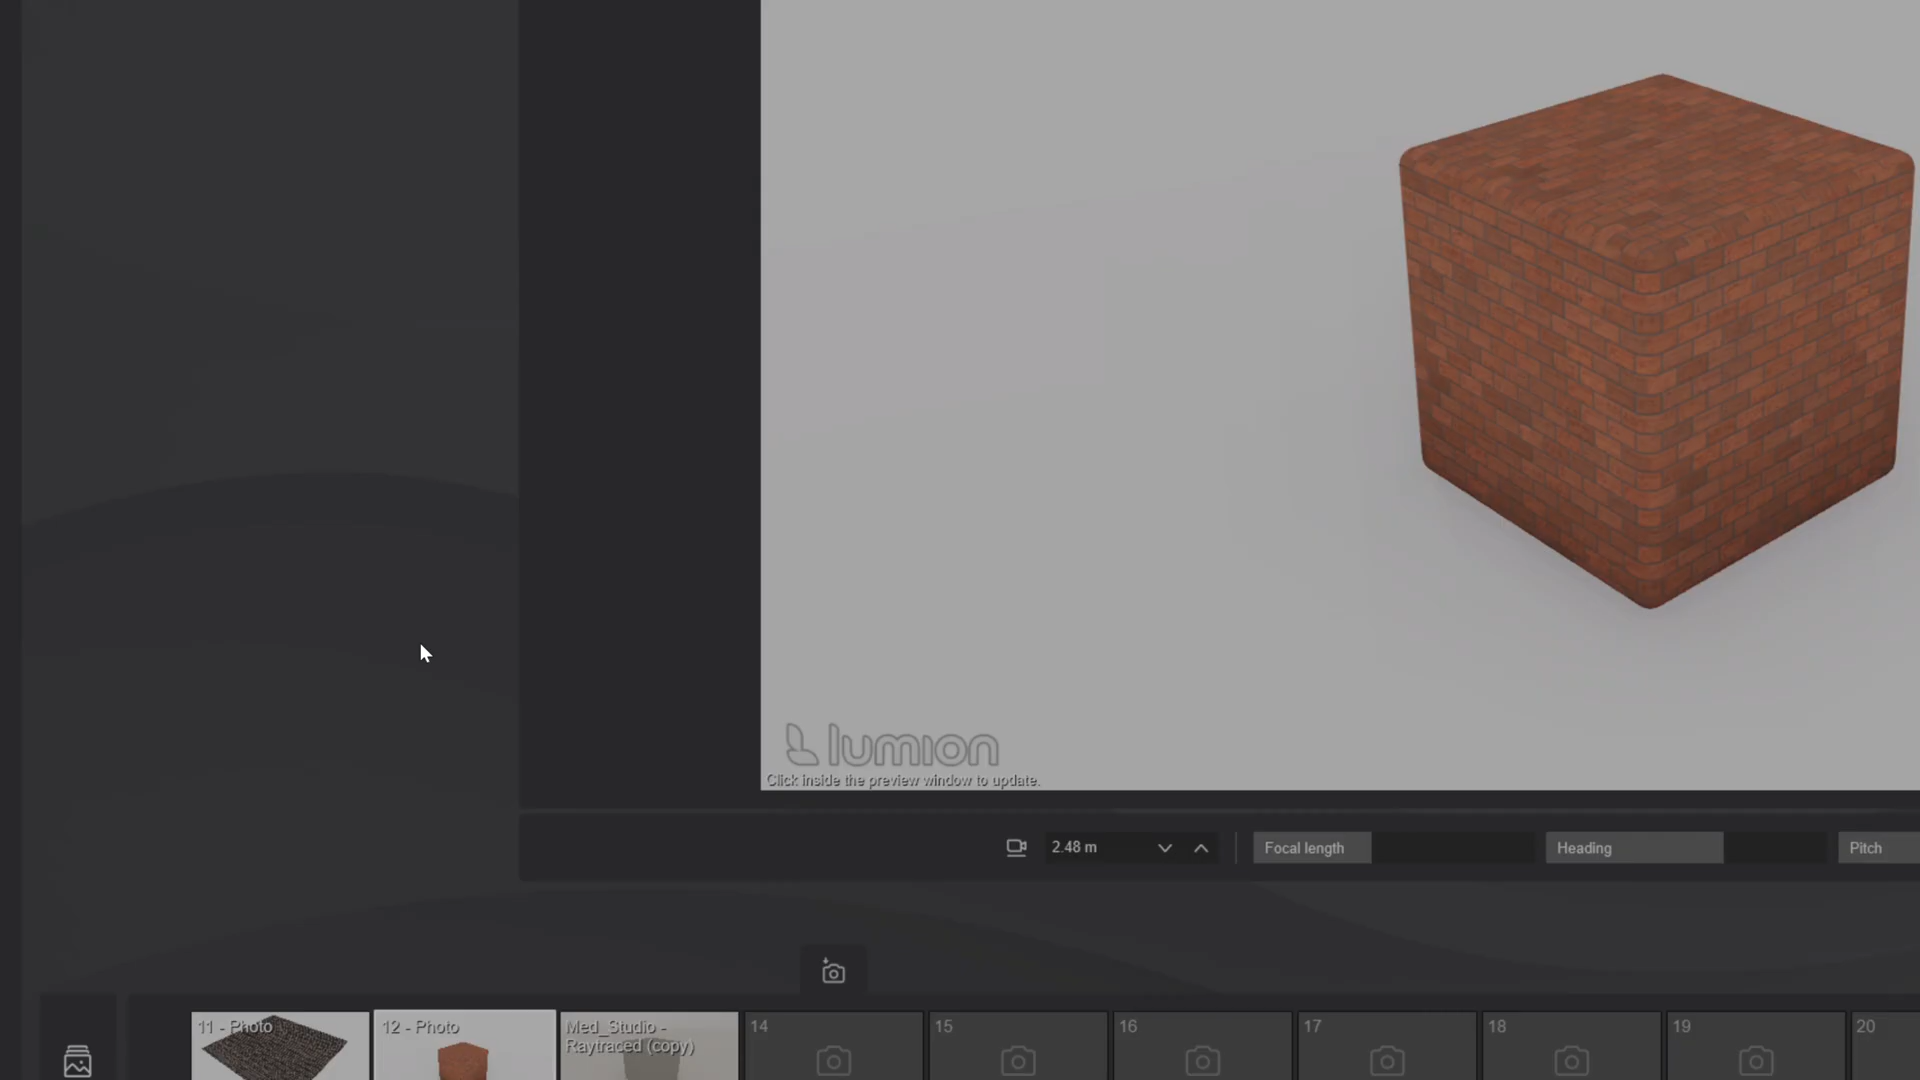 lumion
Click inside the preview window to update.
2.48 m
Focal length
Heading
Pitch
11 - Photo
12 - Photo
Med_Studio -
Raytraced (copy)
14
15
16
17
18
19
20